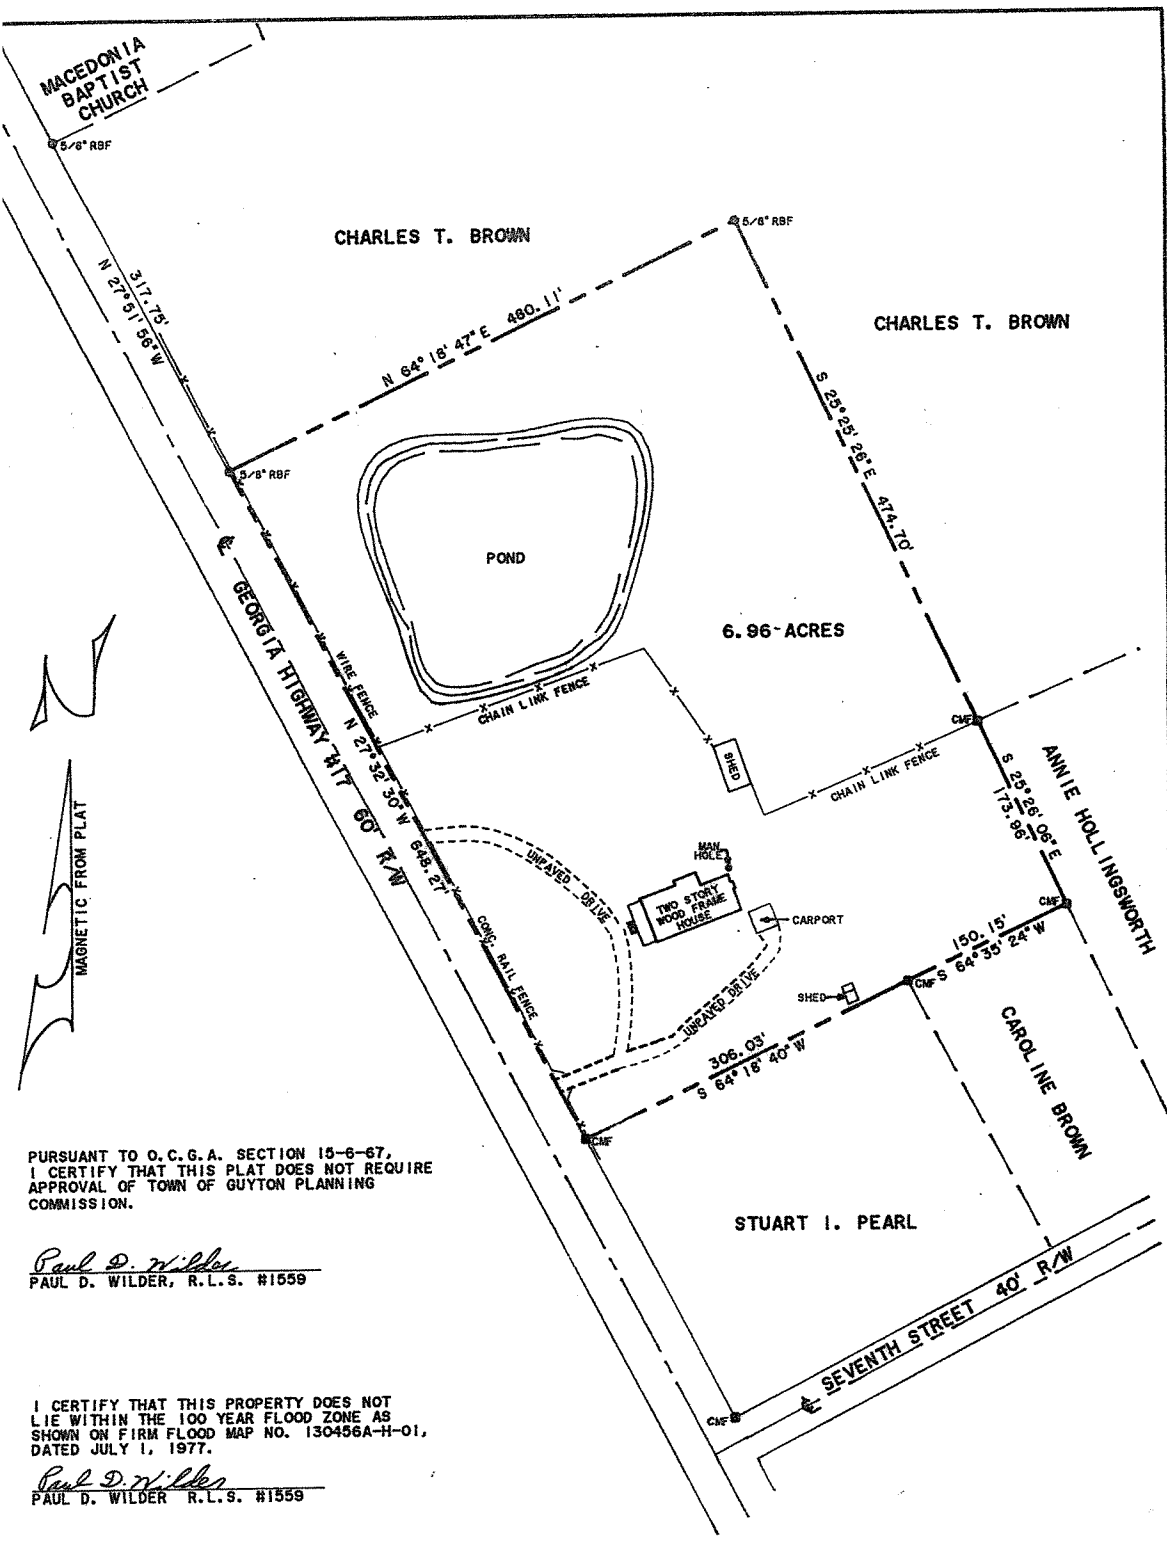 MACEDONIA
BAPTIST
CHURCH
5/8" RBF
CHARLES T. BROWN
5/8" RBF
317.75'
N 27° 51' 56" W
N 64° 18' 47" E 480.11'
CHARLES T. BROWN
S 25° 25' 26" E 474.70'
5/8" RBF
POND
GEORGIA HIGHWAY #17 60' R/W
6.96 ACRES
WIRE FENCE
CHAIN LINK FENCE
N 27° 32' 30" W 648.27'
SHED
CMF
CHAIN LINK FENCE
ANNIE HOLLINGSWORTH
S 25° 26' 06" E
173.96'
MAGNETIC FROM PLAT
UNPAVED DRIVE
MAN
HOLE
TWO STORY
WOOD FRAME
HOUSE
CARPORT
CMF
CONC. RAIL FENCE
150.15'
S 64° 35' 24" W
CMF
SHED
UNPAVED DRIVE
306.03'
S 64° 18' 40" W
CAROLINE BROWN
CMF
PURSUANT TO O.C.G.A. SECTION 15-6-67,
I CERTIFY THAT THIS PLAT DOES NOT REQUIRE
APPROVAL OF TOWN OF GUYTON PLANNING
COMMISSION.
STUART I. PEARL
Paul D. Wilder
PAUL D. WILDER, R.L.S. #1559
SEVENTH STREET 40' R/W
CMF
I CERTIFY THAT THIS PROPERTY DOES NOT
LIE WITHIN THE 100 YEAR FLOOD ZONE AS
SHOWN ON FIRM FLOOD MAP NO. 130456A-H-01,
DATED JULY 1, 1977.
Paul D. Wilder
PAUL D. WILDER R.L.S. #1559